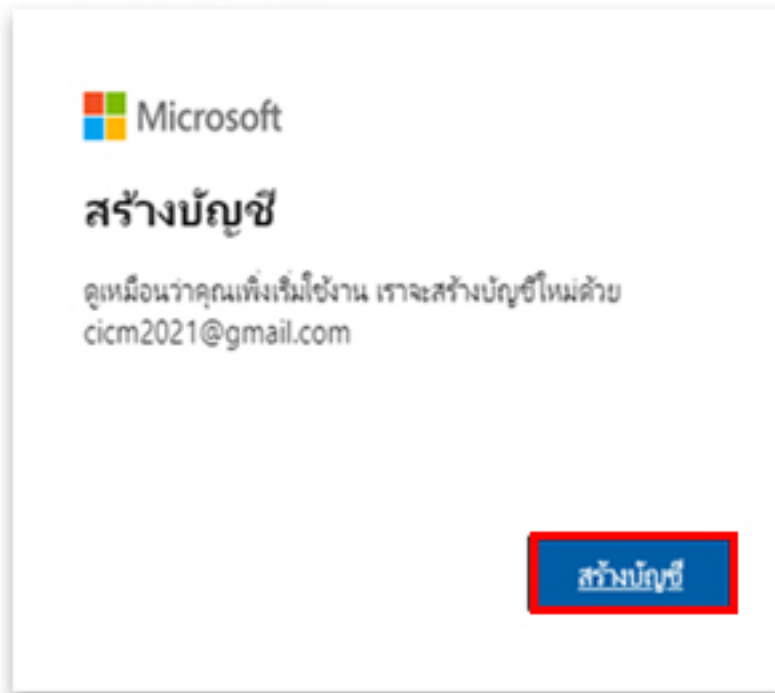 Microsoft
สร้างบัญชี
ดูเหมือนว่าคุณเพิ่งเริ่มใช้งาน เราจะสร้างบัญชีใหม่ด้วย
cicm2021@gmail.com
สร้างบัญชี